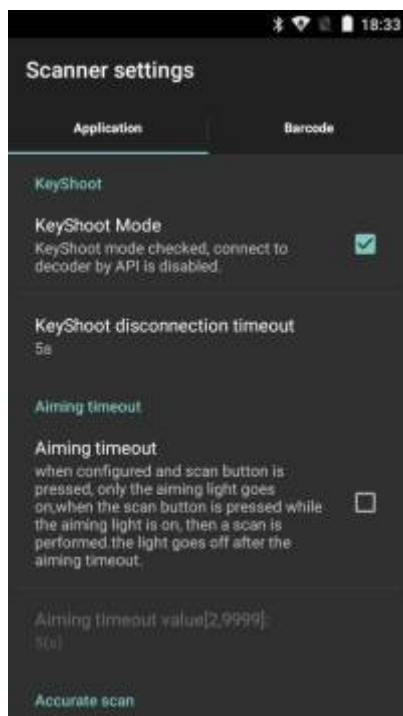 18:33
Scanner settings
Application
Barcode
KeyShoot
KeyShoot Mode
KeyShoot mode checked, connect to
decoder by API is disabled.
KeyShoot disconnection timeout
5s
Aiming timeout
Aiming timeout
when configured and scan button is
pressed, only the aiming light goes
on,when the scan button is pressed while
the aiming light is on, then a scan is
performed.the light goes off after the
aiming timeout.
Aiming timeout value[2,9999]:
5(s)
Accurate scan